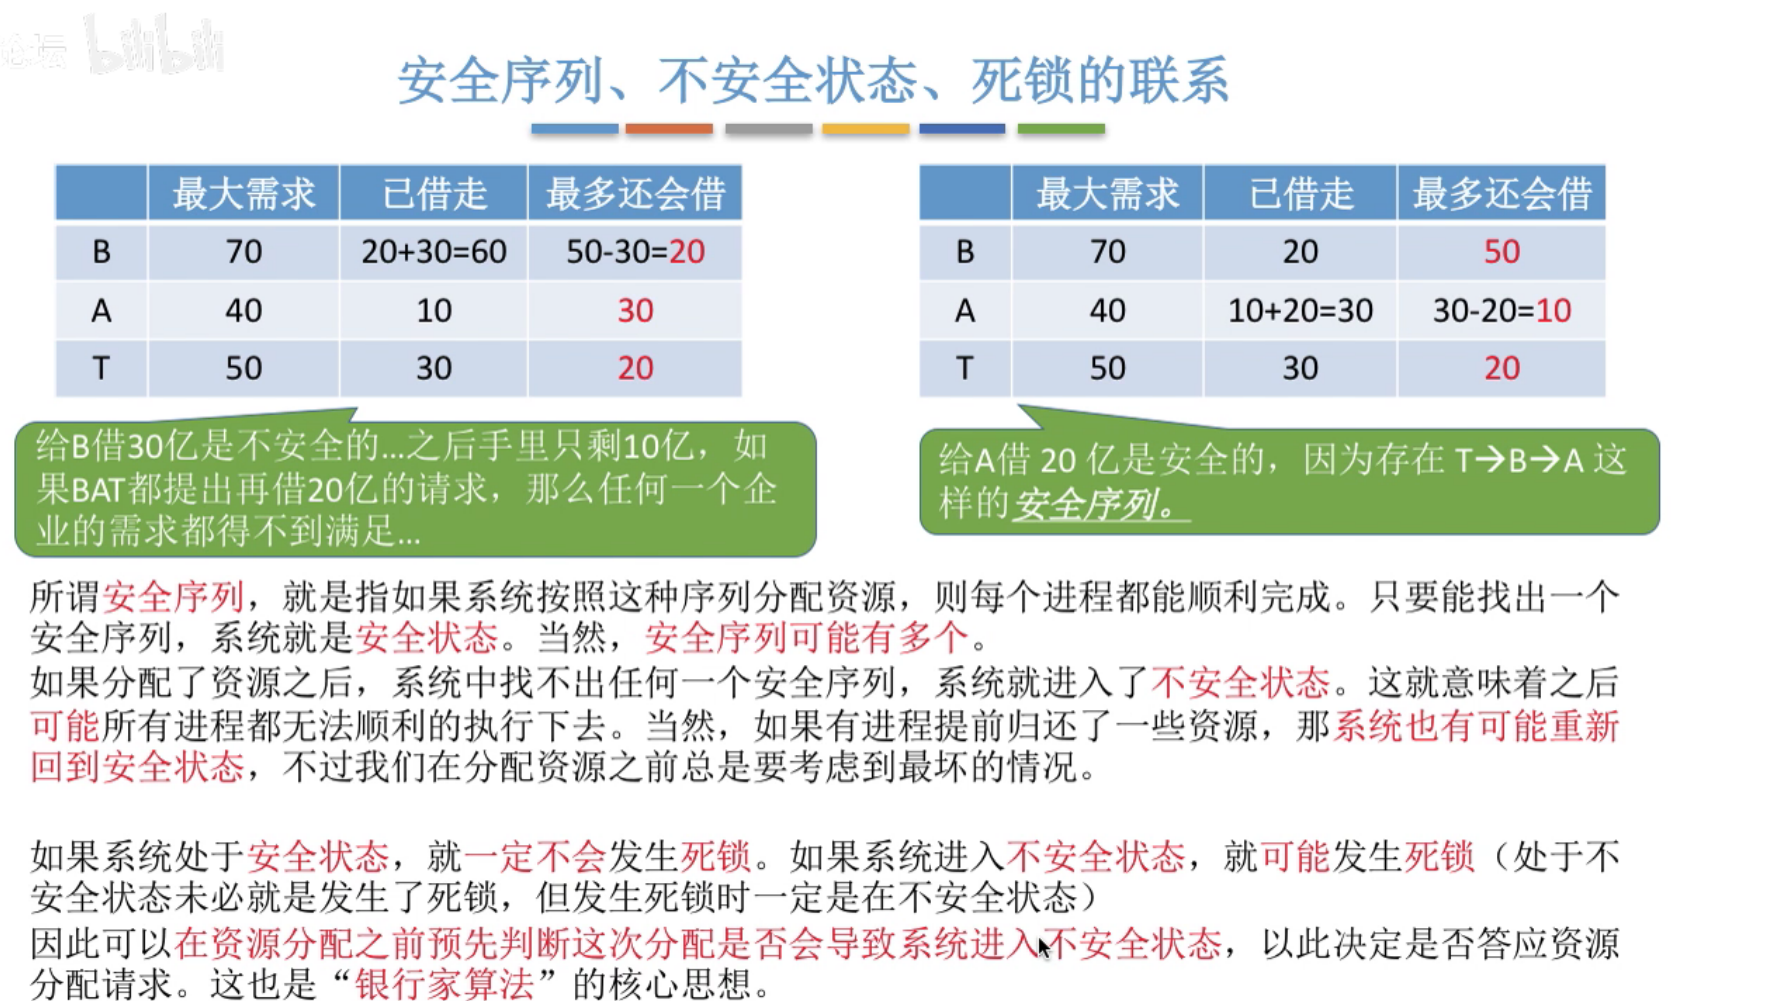 论坛 bilibili
安全序列、不安全状态、死锁的联系
最大需求 已借走 最多还会借
B 70 20+30=60 50-30=20
A 40 10 30
T 50 30 20
最大需求 已借走 最多还会借
B 70 20 50
A 40 10+20=30 30-20=10
T 50 30 20
给B借30亿是不安全的...之后手里只剩10亿，如
果BAT都提出再借20亿的请求，那么任何一个企
业的需求都得不到满足...
给A借 20 亿是安全的，因为存在 T→B→A 这
样的安全序列。
所谓安全序列，就是指如果系统按照这种序列分配资源，则每个进程都能顺利完成。只要能找出一个
安全序列，系统就是安全状态。当然，安全序列可能有多个。
如果分配了资源之后，系统中找不出任何一个安全序列，系统就进入了不安全状态。这就意味着之后
可能所有进程都无法顺利的执行下去。当然，如果有进程提前归还了一些资源，那系统也有可能重新
回到安全状态，不过我们在分配资源之前总是要考虑到最坏的情况。
如果系统处于安全状态，就一定不会发生死锁。如果系统进入不安全状态，就可能发生死锁（处于不
安全状态未必就是发生了死锁，但发生死锁时一定是在不安全状态）
因此可以在资源分配之前预先判断这次分配是否会导致系统进入不安全状态，以此决定是否答应资源
分配请求。这也是“银行家算法”的核心思想。